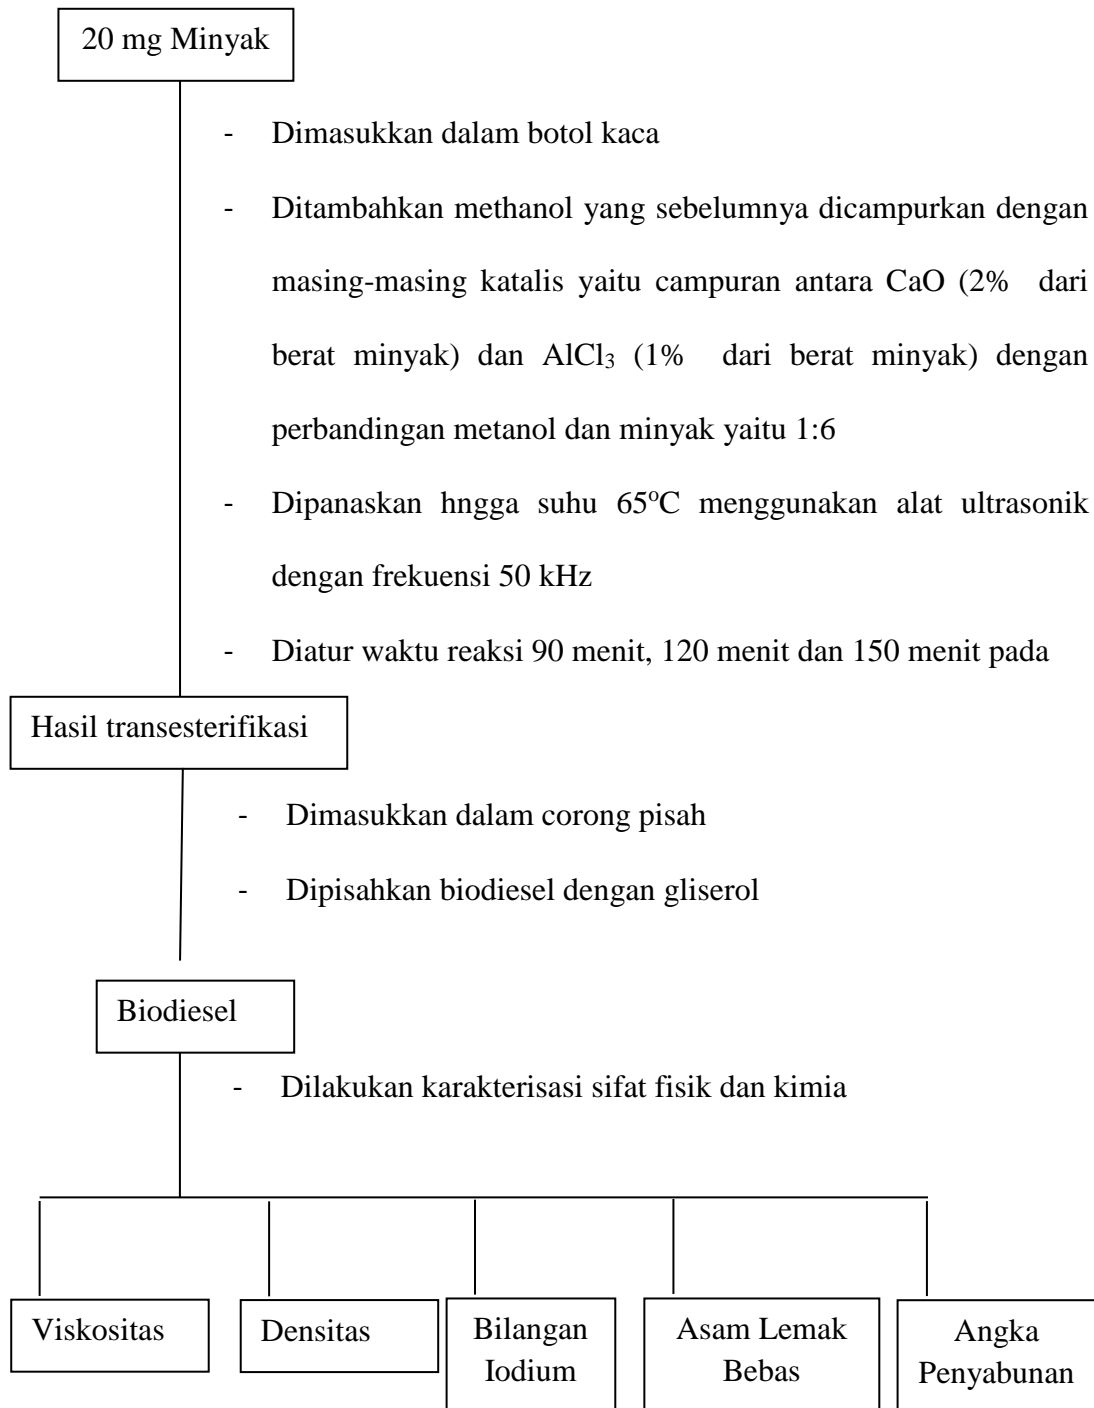 20 mg Minyak
- Dimasukkan dalam botol kaca
- Ditambahkan methanol yang sebelumnya dicampurkan dengan
masing-masing katalis yaitu campuran antara CaO (2% dari
berat minyak) dan AlCl₃ (1% dari berat minyak) dengan
perbandingan metanol dan minyak yaitu 1:6
- Dipanaskan hngga suhu 65ᵒC menggunakan alat ultrasonik
dengan frekuensi 50 kHz
- Diatur waktu reaksi 90 menit, 120 menit dan 150 menit pada
Hasil transesterifikasi
- Dimasukkan dalam corong pisah
- Dipisahkan biodiesel dengan gliserol
Biodiesel
- Dilakukan karakterisasi sifat fisik dan kimia
Viskositas
Densitas
Bilangan
Iodium
Asam Lemak
Bebas
Angka
Penyabunan